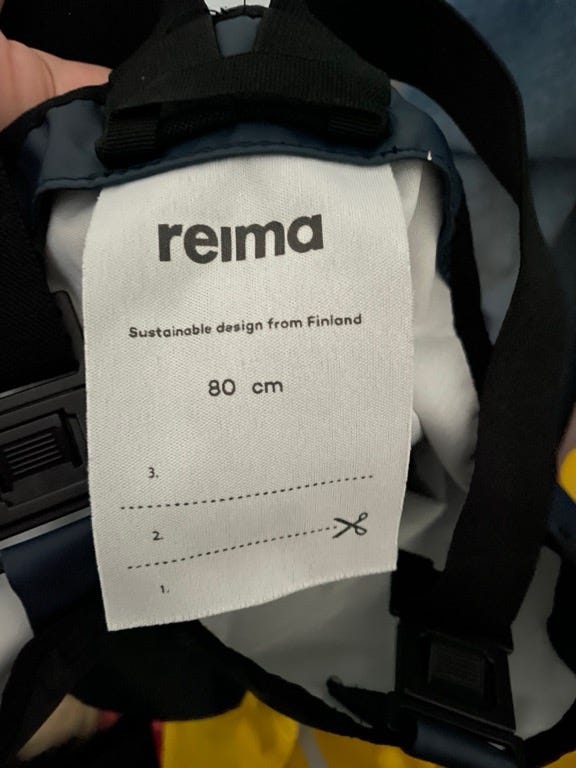 reima
Sustainable design from Finland
80 cm
3.
2.
1.